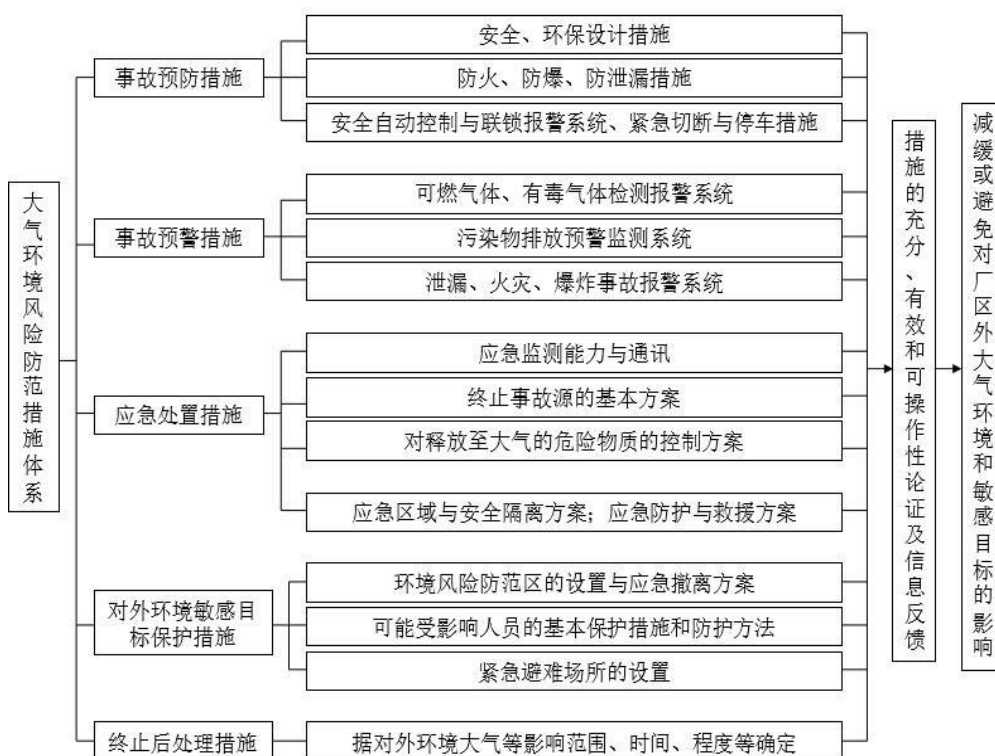 大气环境风险防范措施体系
事故预防措施
安全、环保设计措施
防火、防爆、防泄漏措施
安全自动控制与联锁报警系统、紧急切断与停车措施
事故预警措施
可燃气体、有毒气体检测报警系统
污染物排放预警监测系统
泄漏、火灾、爆炸事故报警系统
应急处置措施
应急监测能力与通讯
终止事故源的基本方案
对释放至大气的危险物质的控制方案
应急区域与安全隔离方案；应急防护与救援方案
对外环境敏感目
标保护措施
环境风险防范区的设置与应急撤离方案
可能受影响人员的基本保护措施和防护方法
紧急避难场所的设置
终止后处理措施
据对外环境大气等影响范围、时间、程度等确定
措施的充分、有效和可操作性论证及信息反馈
减缓或避免对厂区外大气环境和敏感目标的影响